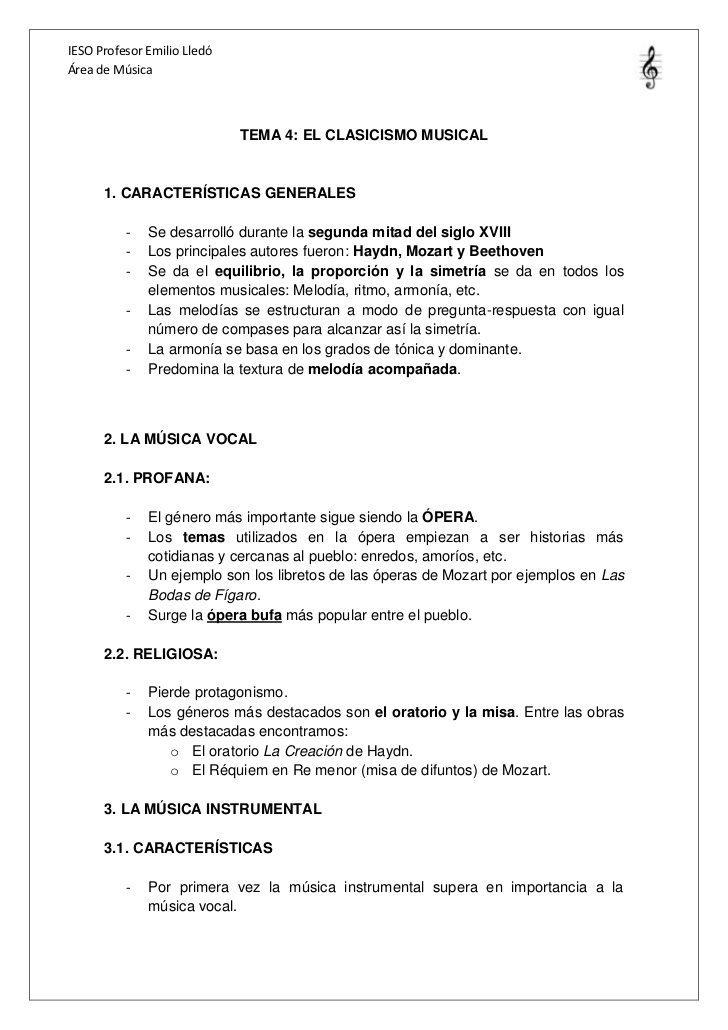 IESO Profesor Emilio Lledó
Área de Música
TEMA 4: EL CLASICISMO MUSICAL
1. CARACTERÍSTICAS GENERALES
- Se desarrolló durante la segunda mitad del siglo XVIII
- Los principales autores fueron: Haydn, Mozart y Beethoven
- Se da el equilibrio, la proporción y la simetría se da en todos los
elementos musicales: Melodía, ritmo, armonía, etc.
- Las melodías se estructuran a modo de pregunta-respuesta con igual
número de compases para alcanzar así la simetría.
- La armonía se basa en los grados de tónica y dominante.
- Predomina la textura de melodía acompañada.
2. LA MÚSICA VOCAL
2.1. PROFANA:
- El género más importante sigue siendo la ÓPERA.
- Los temas utilizados en la ópera empiezan a ser historias más
cotidianas y cercanas al pueblo: enredos, amoríos, etc.
- Un ejemplo son los libretos de las óperas de Mozart por ejemplos en Las
Bodas de Fígaro.
- Surge la ópera bufa más popular entre el pueblo.
2.2. RELIGIOSA:
- Pierde protagonismo.
- Los géneros más destacados son el oratorio y la misa. Entre las obras
más destacadas encontramos:
o El oratorio La Creación de Haydn.
o El Réquiem en Re menor (misa de difuntos) de Mozart.
3. LA MÚSICA INSTRUMENTAL
3.1. CARACTERÍSTICAS
- Por primera vez la música instrumental supera en importancia a la
música vocal.